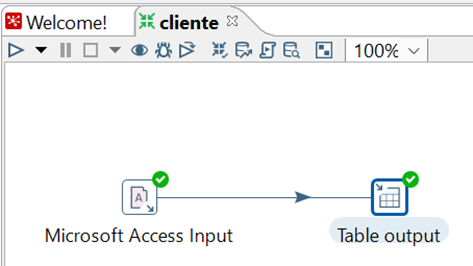 Welcome! cliente
100%
A
Microsoft Access Input Table output